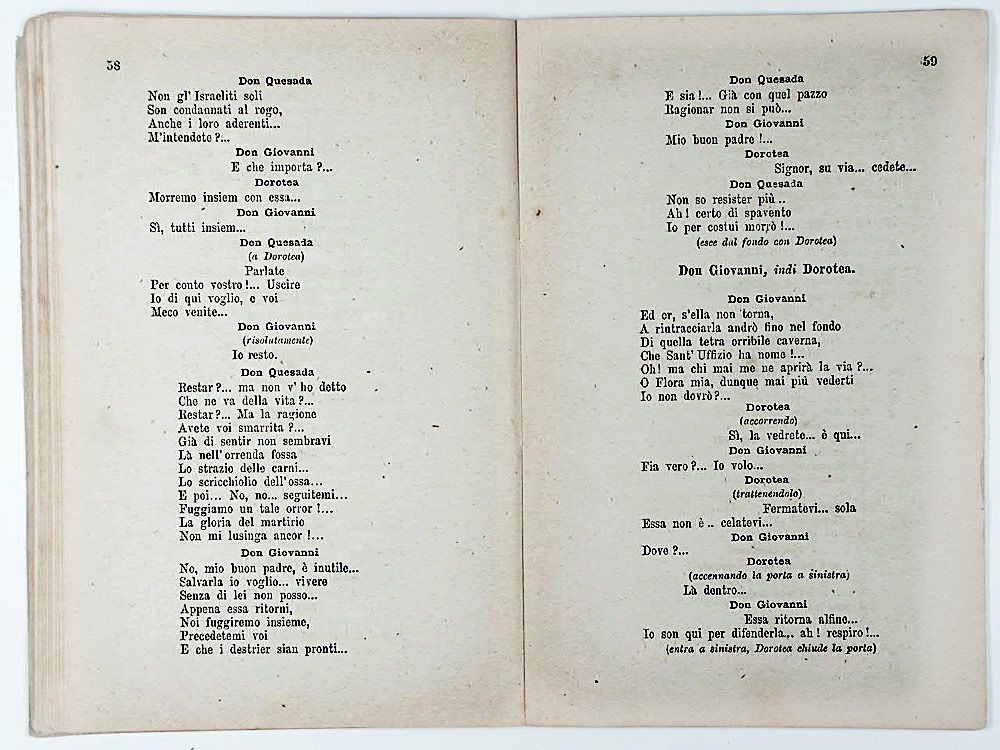 58
Don Quesada
Non gl' Israeliti soli
Son condannati al rogo,
Anche i loro aderenti...
M'intendete ?...
Don Giovanni
E che importa ?...
Dorotea
Morremo insiem con essa...
Don Giovanni
Sì, tutti insiem...
Don Quesada
(a Dorotea)
Parlate
Per conto vostro!... Uscire
Io di qui voglio, e voi
Meco venite...
Don Giovanni
(risolutamente)
Io resto.
Don Quesada
Restar ?... ma non v' ho detto
Che ne va della vita ?...
Restar ?... Ma la ragione
Avete voi smarrita ?...
Già di sentir non sembravi
Là nell' orrenda fossa
Lo strazio delle carni...
Lo scricchiolio dell' ossa...
E poi... No, no... seguitemi...
Fuggiamo un tale orror !...
La gloria del martirio
Non mi lusinga ancor !...
Don Giovanni
No, mio buon padre, è inutile...
Salvarla io voglio... vivere
Senza di lei non posso...
Appena essa ritorni,
Noi fuggiremo insieme,
Precedetemi voi
E che i destrier sian pronti...
59
Don Quesada
E sia !... Già con quel pazzo
Ragionar non si può...
Don Giovanni
Mio buon padre !...
Dorotea
Signor, su via... cedete...
Don Quesada
Non so resister più ..
Ah! certo di spavento
Io per costui morrò !...
(esce dal fondo con Dorotea)
Don Giovanni, indi Dorotea.
Don Giovanni
Ed or, s'ella non torna,
A rintracciarla andrò fino nel fondo
Di quella tetra orribile caverna,
Che Sant' Uffizio ha nome !...
Oh! ma chi mai me ne aprirà la via ?...
O Flora mia, dunque mai più vederti
Io non dovrò ?...
Dorotea
(accorrendo)
Sì, la vedrete... è qui...
Don Giovanni
Fia vero ?... Io volo...
Dorotea
(trattenendolo)
Fermatevi... sola
Essa non è .. celatevi...
Don Giovanni
Dove ?...
Dorotea
(accennando la porta a sinistra)
Là dentro...
Don Giovanni
Essa ritorna alfine...
Io son qui per difenderla... ah ! respiro !...
(entra a sinistra, Dorotea chiude la porta)